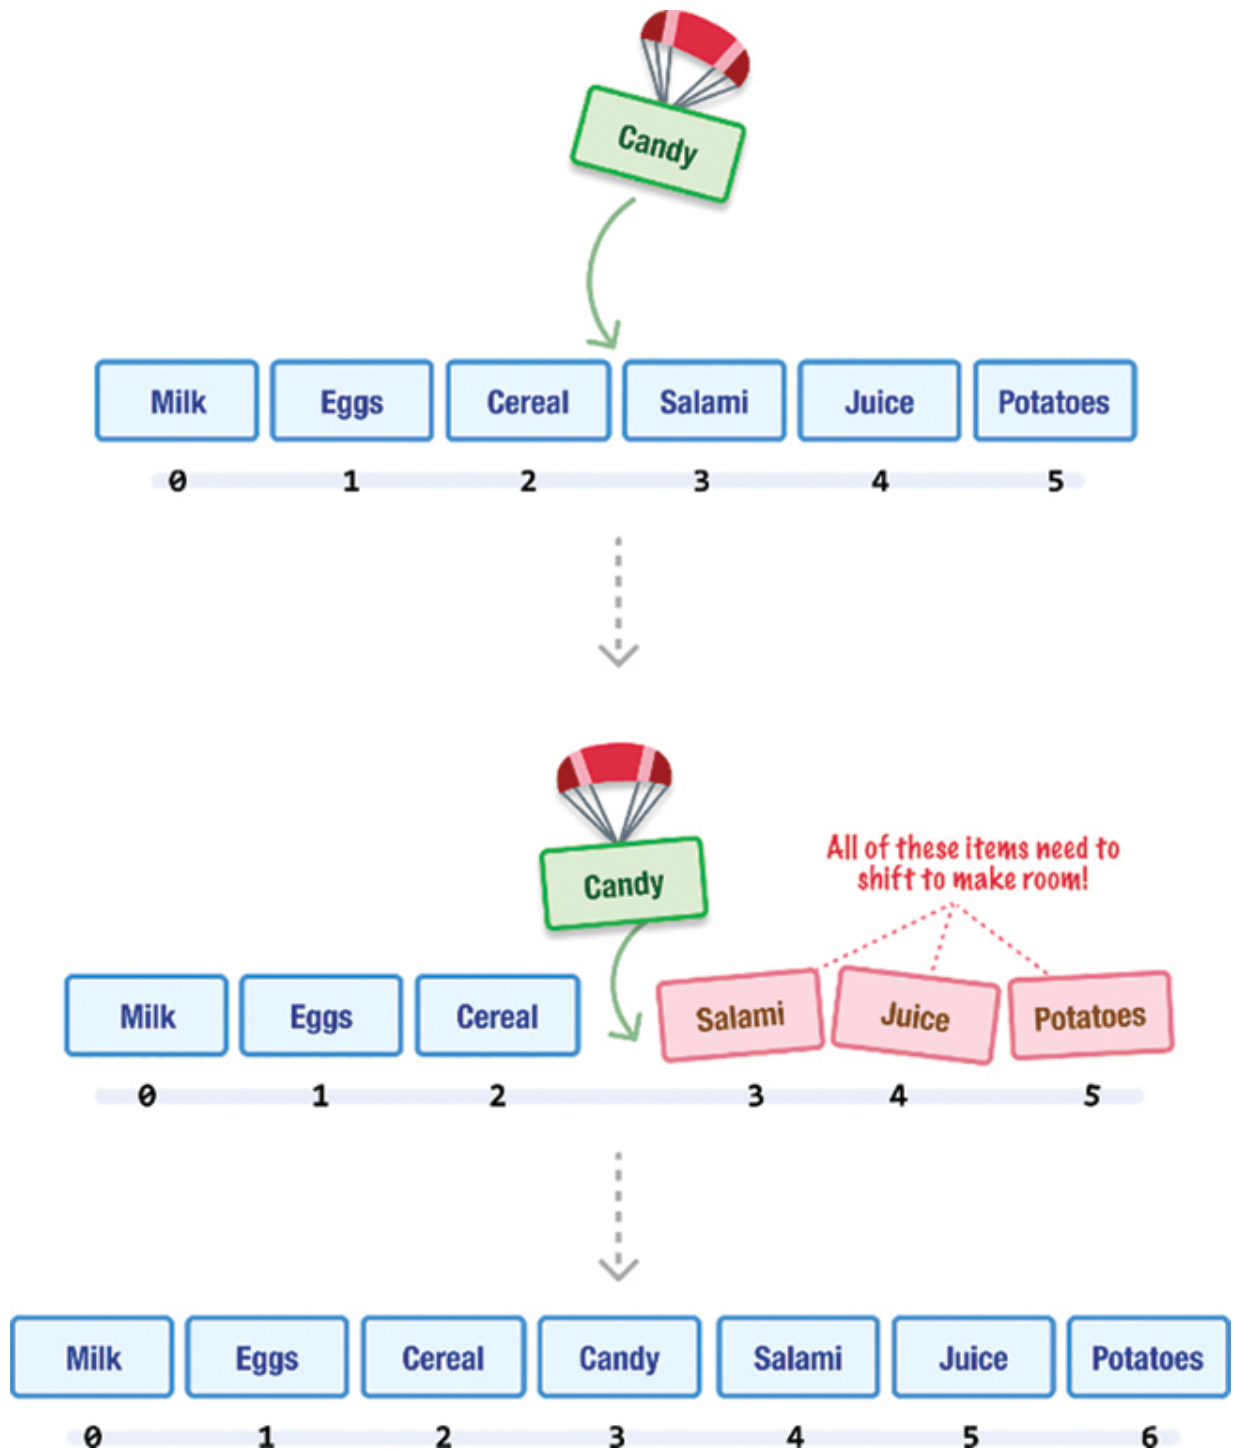 Candy
Milk Eggs Cereal Salami Juice Potatoes
0 1 2 3 4 5
Candy
All of these items need to
shift to make room!
Milk Eggs Cereal Salami Juice Potatoes
0 1 2 3 4 5
Milk Eggs Cereal Candy Salami Juice Potatoes
0 1 2 3 4 5 6